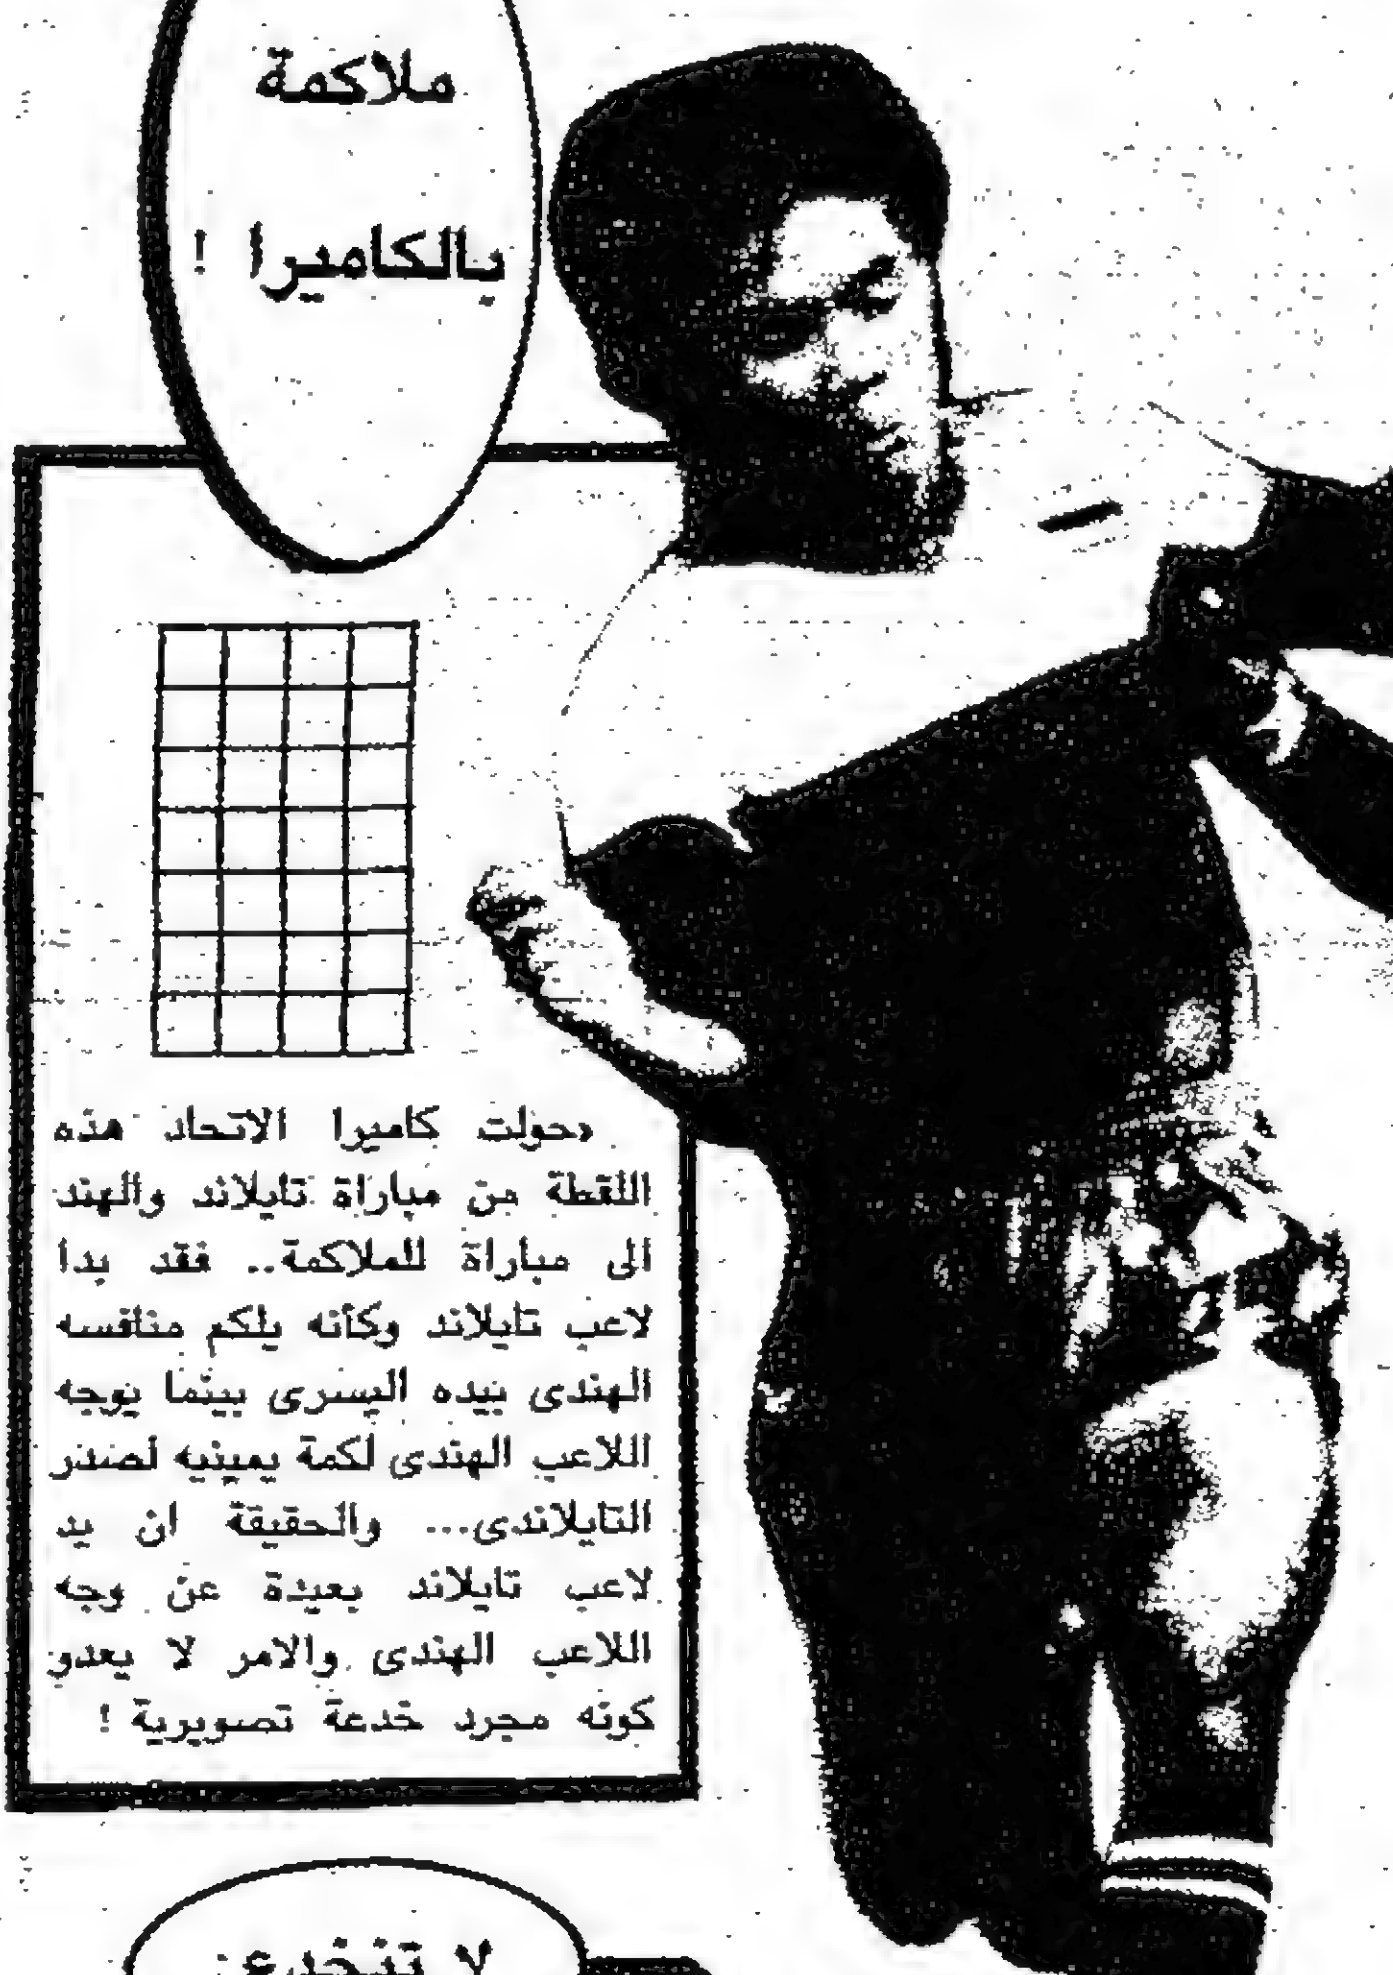 ملاكمة
بالكاميرا !
حولت كاميرا الاتحاد هذه
اللقطة من مباراة تايلاند والهند
الى مباراة للملاكمة.. فقد بدا
لاعب تايلاند وكأنه يلكم منافسه
الهندى بيده اليسرى بينما يوجه
اللاعب الهندى لكمة بيمينه لصدر
التايلاندى... والحقيقة ان يد
لاعب تايلاند بعيدة عن وجه
اللاعب الهندى والامر لا يعدو
كونه مجرد خدعة تصويرية !
لا تنخدع